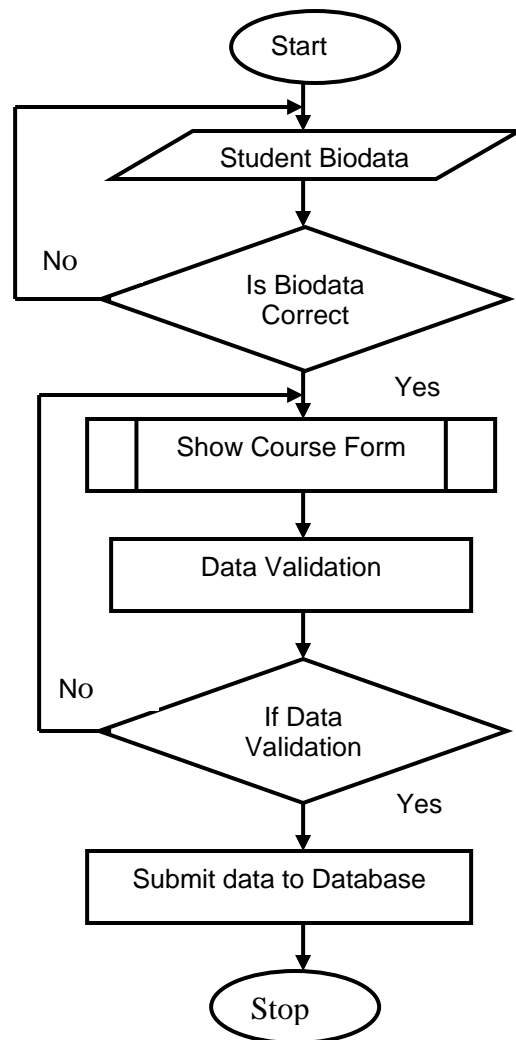 Start
Student Biodata
No
Is Biodata
Correct
Yes
Show Course Form
Data Validation
No
If Data
Validation
Yes
Submit data to Database
Stop